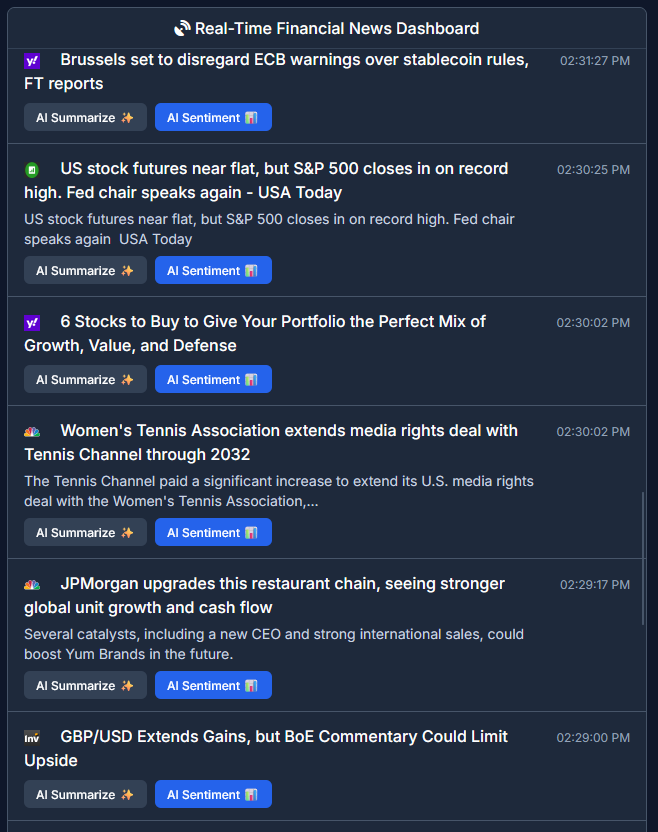 Real-Time Financial News Dashboard
y! Brussels set to disregard ECB warnings over stablecoin rules, 02:31:27 PM
FT reports
AI Summarize AI Sentiment
US stock futures near flat, but S&P 500 closes in on record 02:30:25 PM
high. Fed chair speaks again - USA Today
US stock futures near flat, but S&P 500 closes in on record high. Fed chair
speaks again  USA Today
AI Summarize AI Sentiment
y! 6 Stocks to Buy to Give Your Portfolio the Perfect Mix of 02:30:02 PM
Growth, Value, and Defense
AI Summarize AI Sentiment
Women's Tennis Association extends media rights deal with 02:30:02 PM
Tennis Channel through 2032
The Tennis Channel paid a significant increase to extend its U.S. media rights
deal with the Women's Tennis Association,...
AI Summarize AI Sentiment
JPMorgan upgrades this restaurant chain, seeing stronger 02:29:17 PM
global unit growth and cash flow
Several catalysts, including a new CEO and strong international sales, could
boost Yum Brands in the future.
AI Summarize AI Sentiment
Inv GBP/USD Extends Gains, but BoE Commentary Could Limit 02:29:00 PM
Upside
AI Summarize AI Sentiment